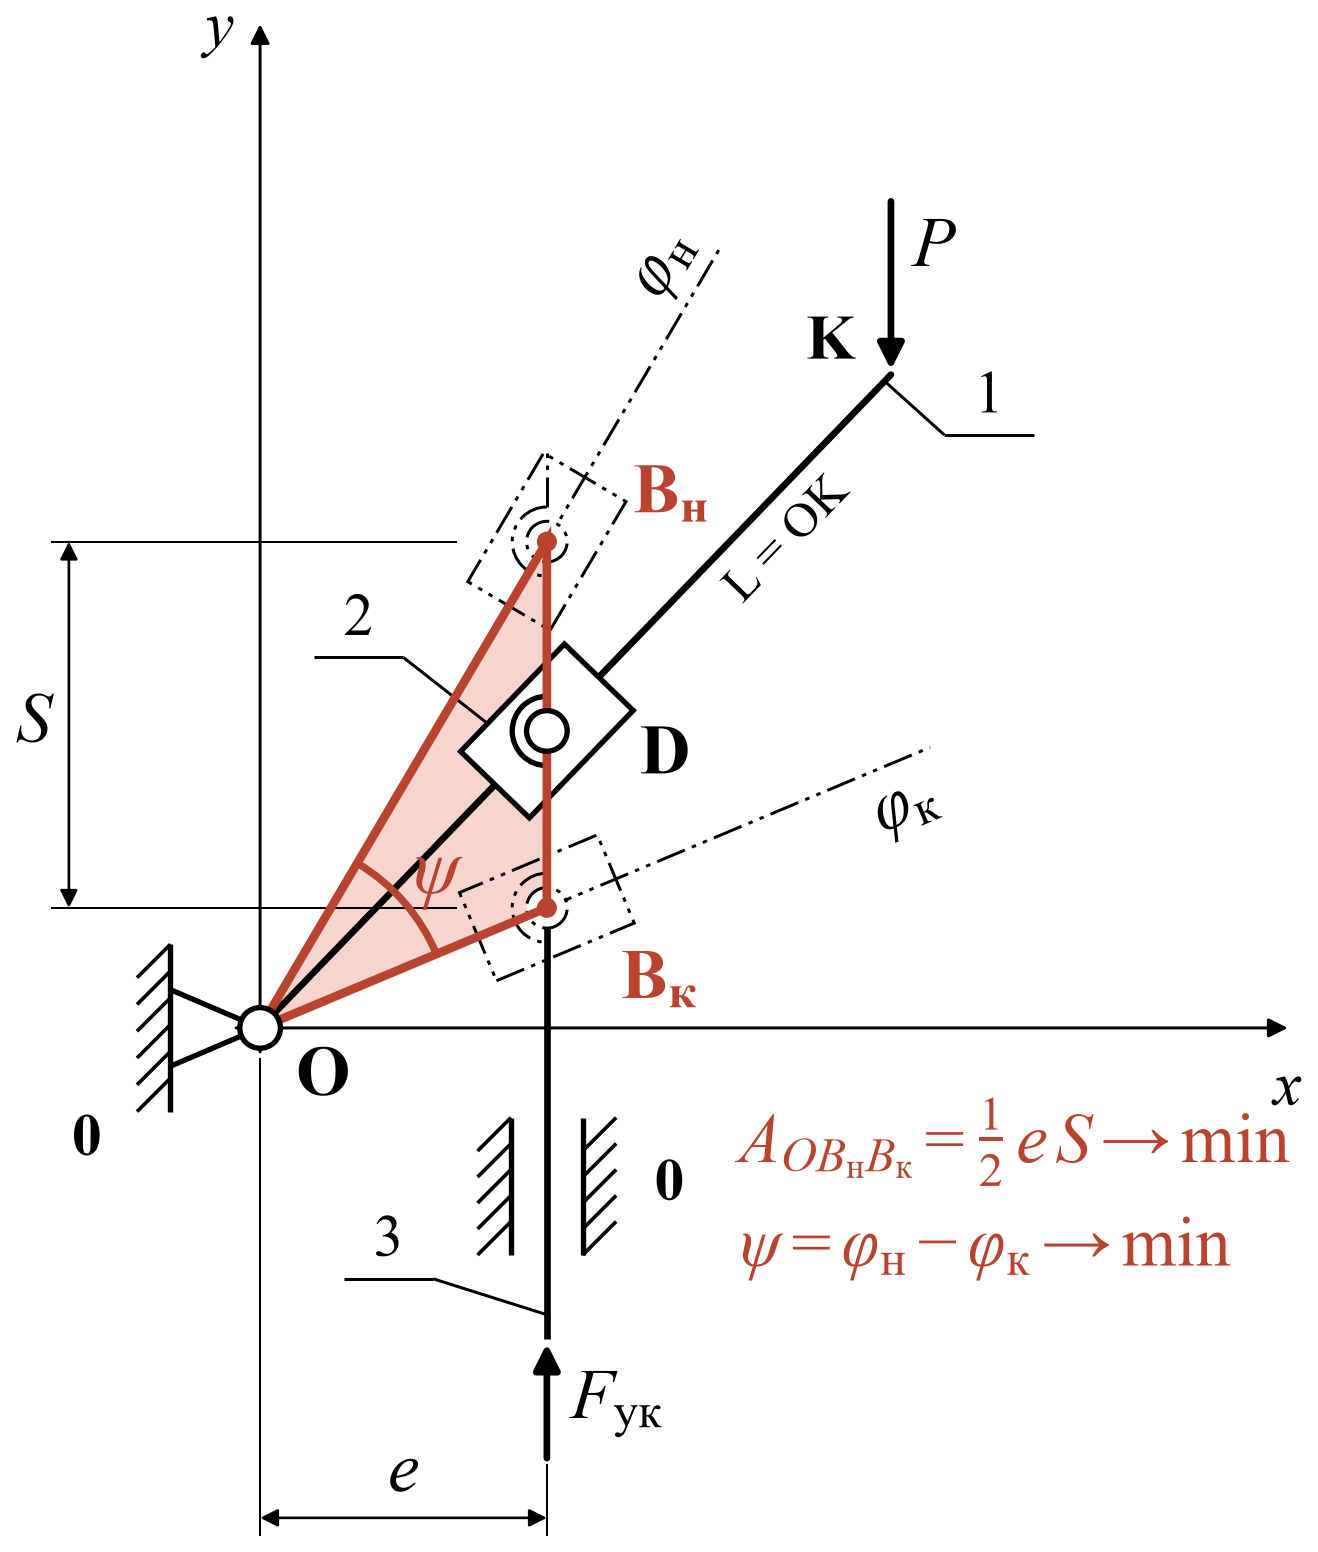 y
φн
P
K
1
Bн
L = OK
2
S
D
φк
ψ
Bк
O
x
0
A_{OBнBк} = \frac{1}{2} e S → min
0
3
ψ = φн − φк → min
Fук
e